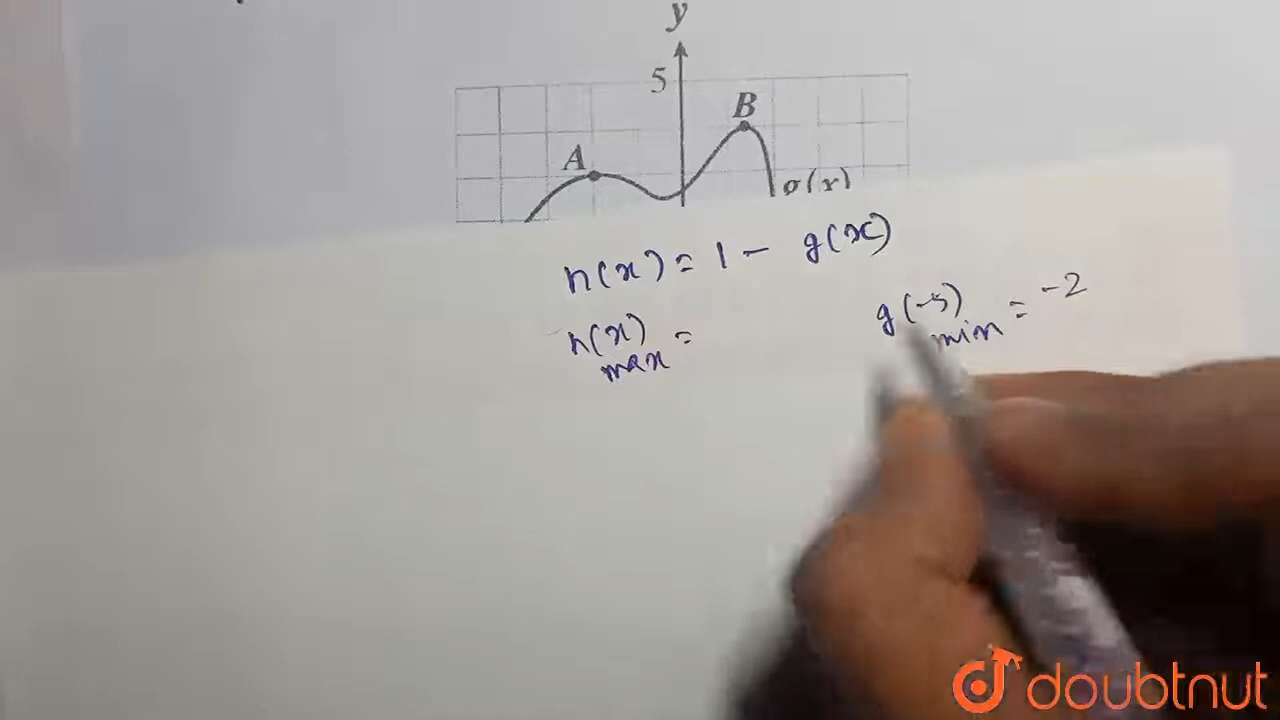 y
5
B
A
g(x)
h(x) = 1 - g(x)
g(-5) min = -2
h(x) max =
doubtnut